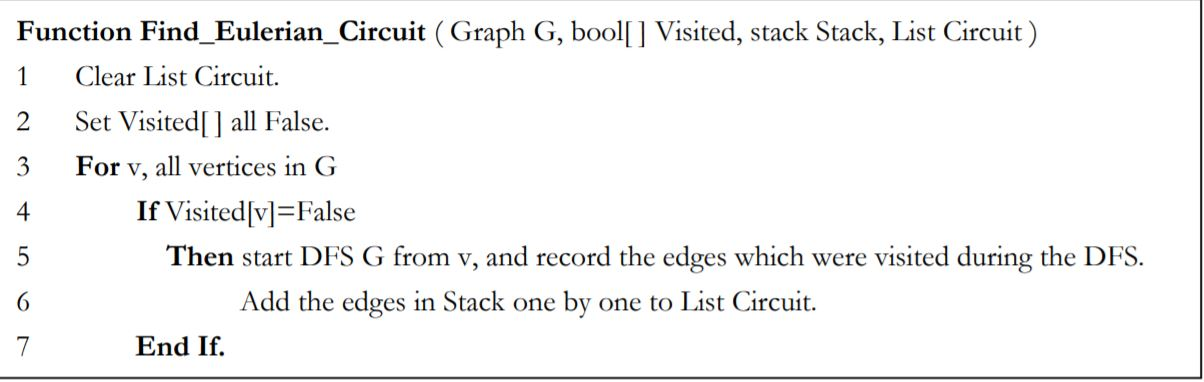 Function Find_Eulerian_Circuit ( Graph G, bool[ ] Visited, stack Stack, List Circuit )
1 Clear List Circuit.
2 Set Visited[ ] all False.
3 For v, all vertices in G
4 If Visited[v]=False
5 Then start DFS G from v, and record the edges which were visited during the DFS.
6 Add the edges in Stack one by one to List Circuit.
7 End If.